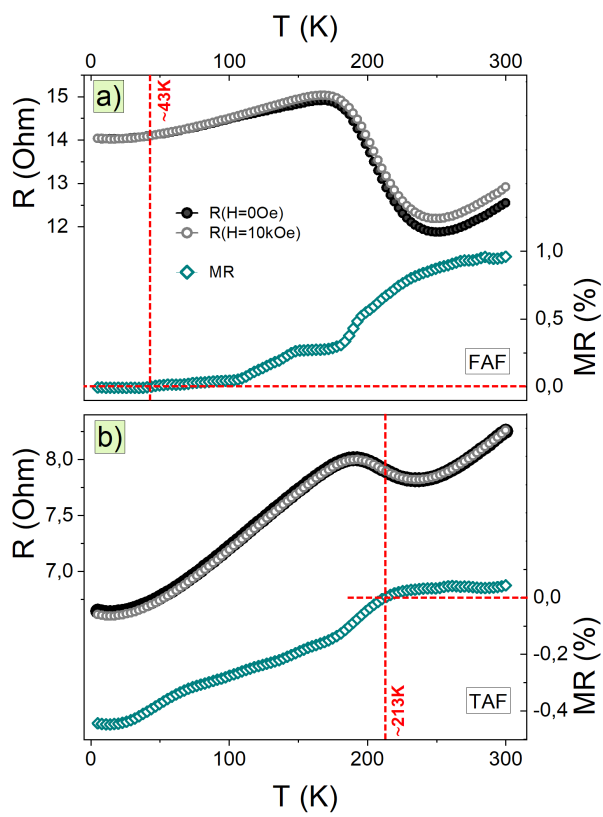 T (K)
0 100 200 300
a)
~43K
15
14
13
12
R (Ohm)
R(H=0Oe)
R(H=10kOe)
MR
1,0
0,5
0,0
MR (%)
FAF
b)
8,0
7,5
7,0
R (Ohm)
0,0
-0,2
-0,4
MR (%)
~213K
TAF
0 100 200 300
T (K)